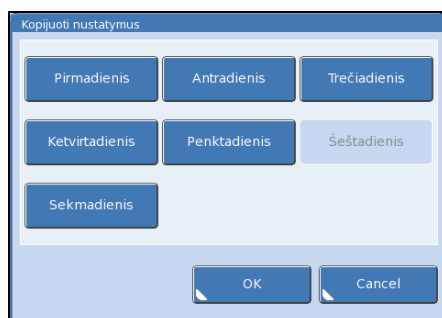 Kopijuoti nustatymus
Pirmadienis Antradienis Trečiadienis
Ketvirtadienis Penktadienis Šeštadienis
Sekmadienis
OK Cancel